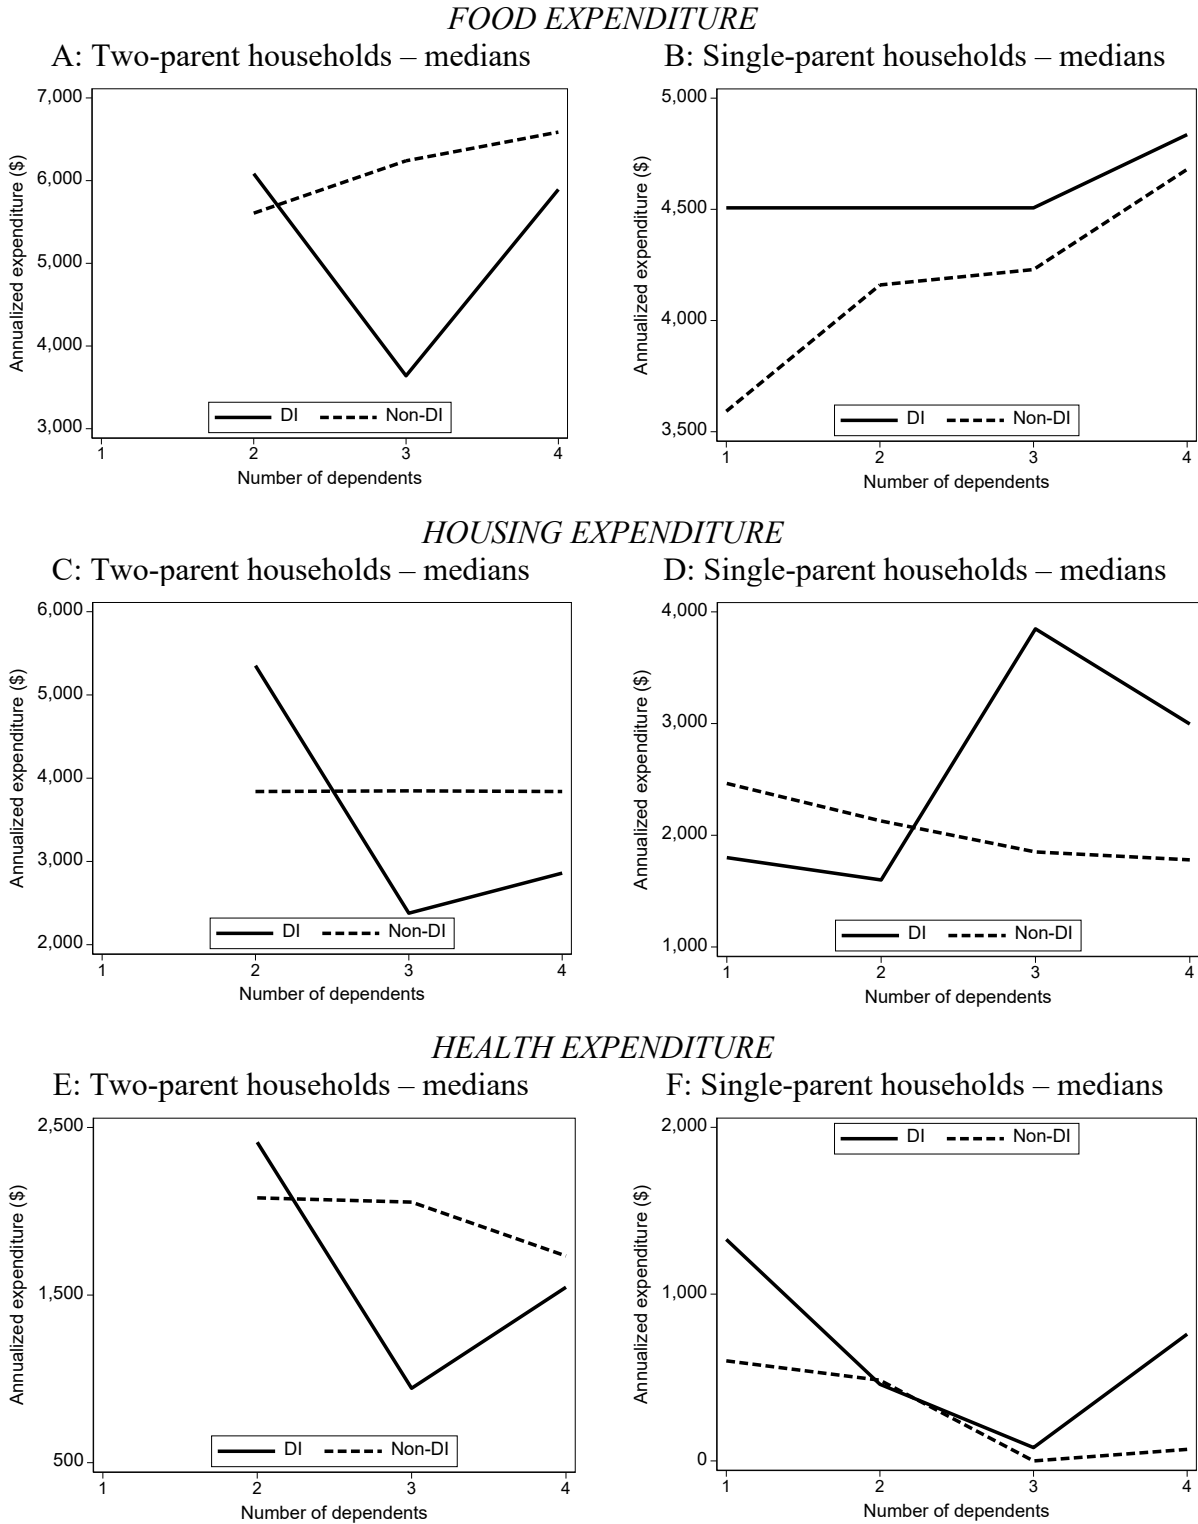 FOOD EXPENDITURE
A: Two-parent households – medians
7,000
6,000
5,000
4,000
3,000
Annualized expenditure ($)
DI
Non-DI
1 2 3 4
Number of dependents
B: Single-parent households – medians
5,000
4,500
4,000
3,500
Annualized expenditure ($)
DI
Non-DI
1 2 3 4
Number of dependents
HOUSING EXPENDITURE
C: Two-parent households – medians
6,000
5,000
4,000
3,000
2,000
Annualized expenditure ($)
DI
Non-DI
1 2 3 4
Number of dependents
D: Single-parent households – medians
4,000
3,000
2,000
1,000
Annualized expenditure ($)
DI
Non-DI
1 2 3 4
Number of dependents
HEALTH EXPENDITURE
E: Two-parent households – medians
2,500
1,500
500
Annualized expenditure ($)
DI
Non-DI
1 2 3 4
Number of dependents
F: Single-parent households – medians
DI
Non-DI
2,000
1,000
0
Annualized expenditure ($)
1 2 3 4
Number of dependents